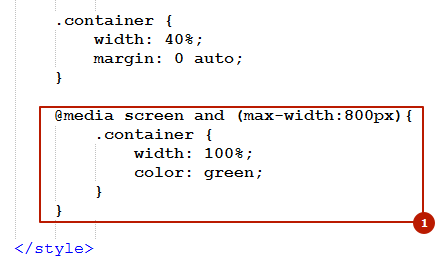 .container {
width: 40%;
margin: 0 auto;
}
@media screen and (max-width:800px){
.container {
width: 100%;
color: green;
}
}
1
</style>